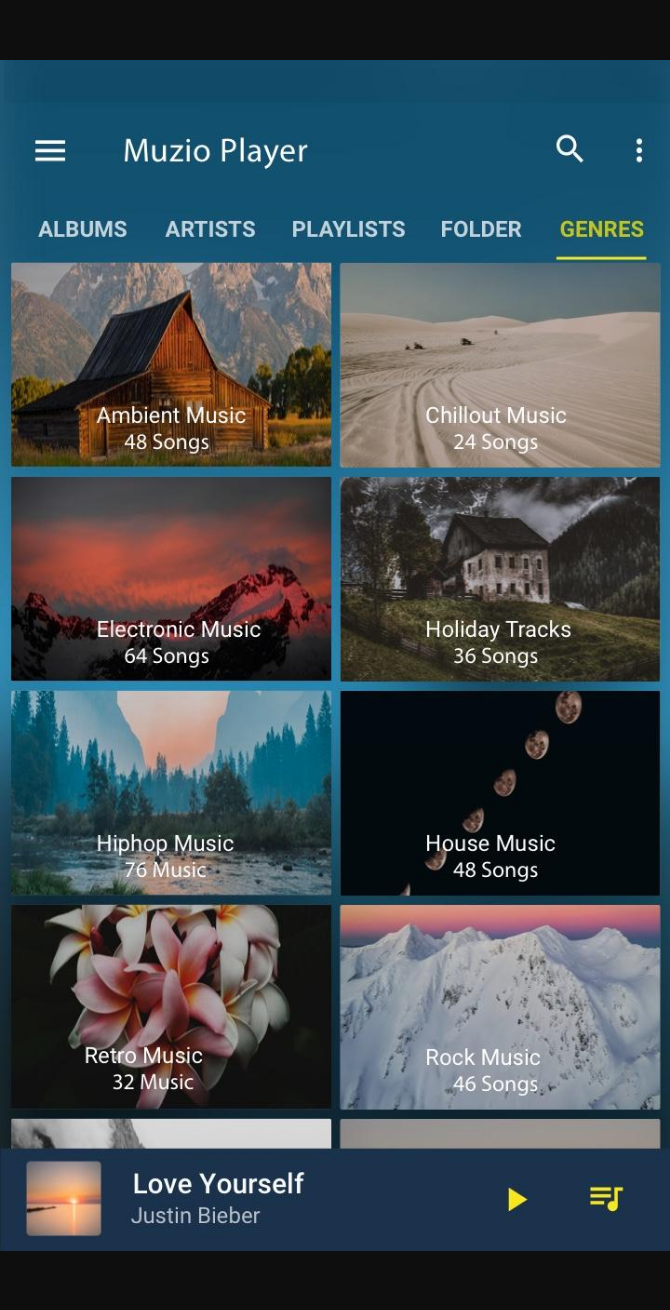 Muzio Player
ALBUMS ARTISTS PLAYLISTS FOLDER GENRES
Ambient Music
48 Songs
Chillout Music
24 Songs
Electronic Music
64 Songs
Holiday Tracks
36 Songs
Hiphop Music
76 Music
House Music
48 Songs
Retro Music
32 Music
Rock Music
46 Songs
Love Yourself
Justin Bieber